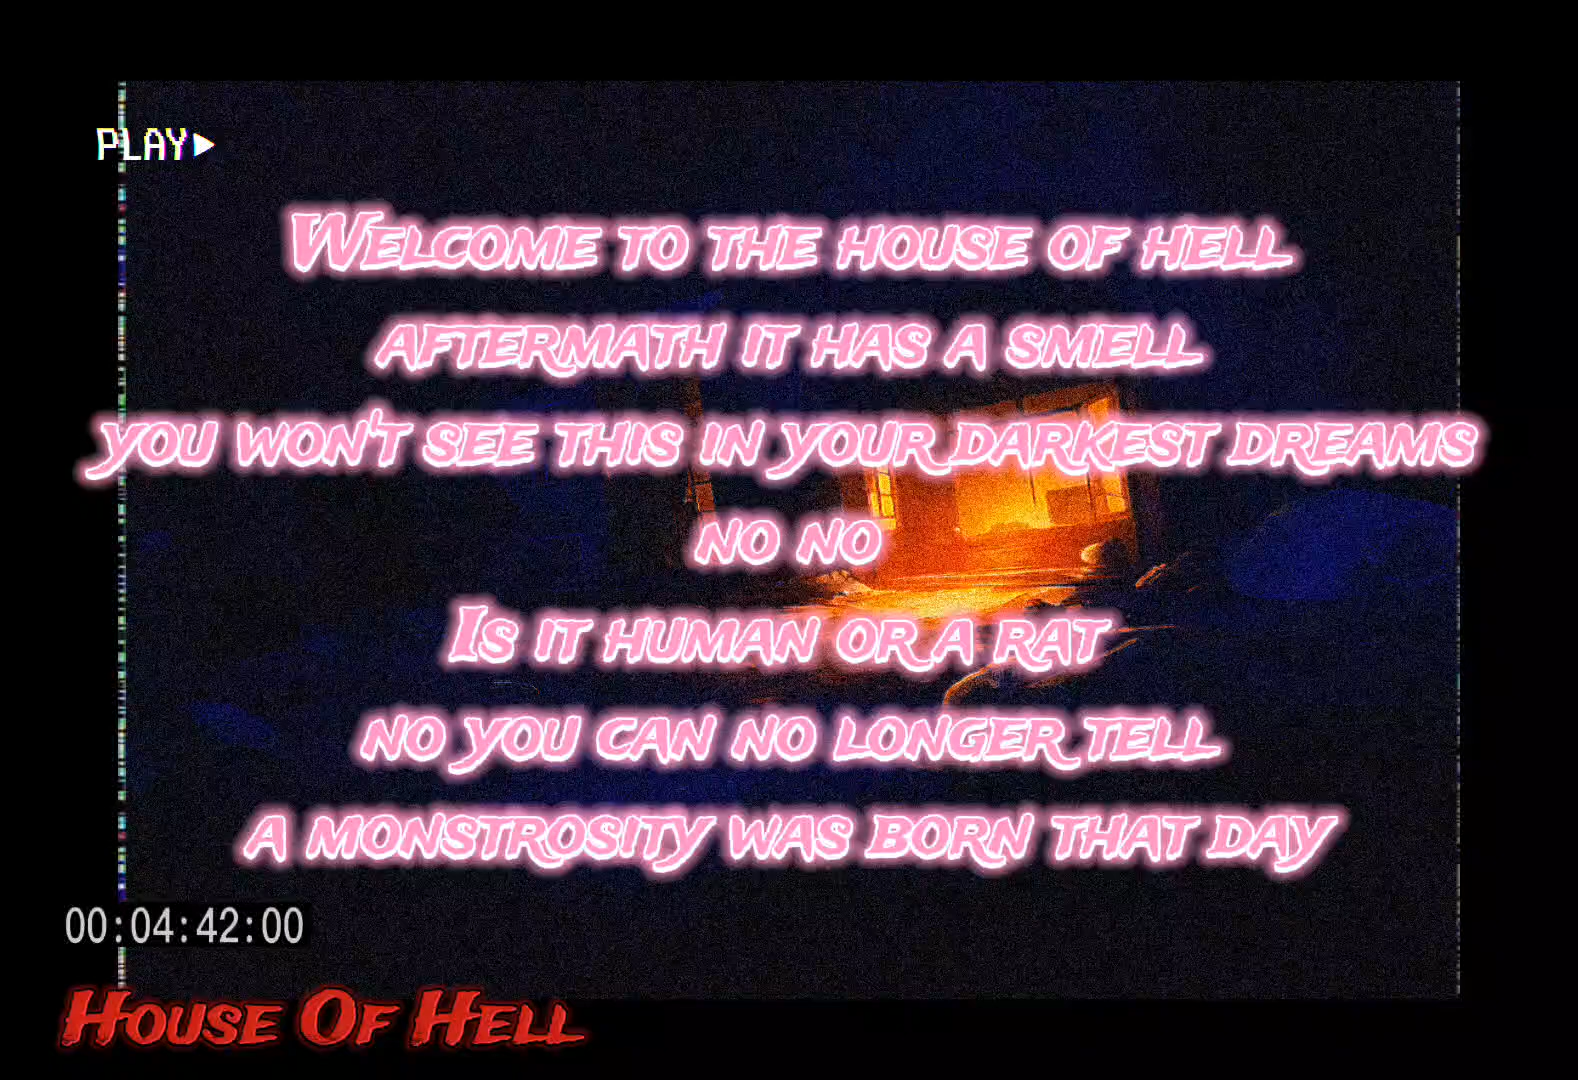 PLAY▶
Welcome to the house of hell
aftermath it has a smell
you won't see this in your darkest dreams
no no
Is it human or a rat
no you can no longer tell
a monstrosity was born that day
00:04:42:00
House Of Hell